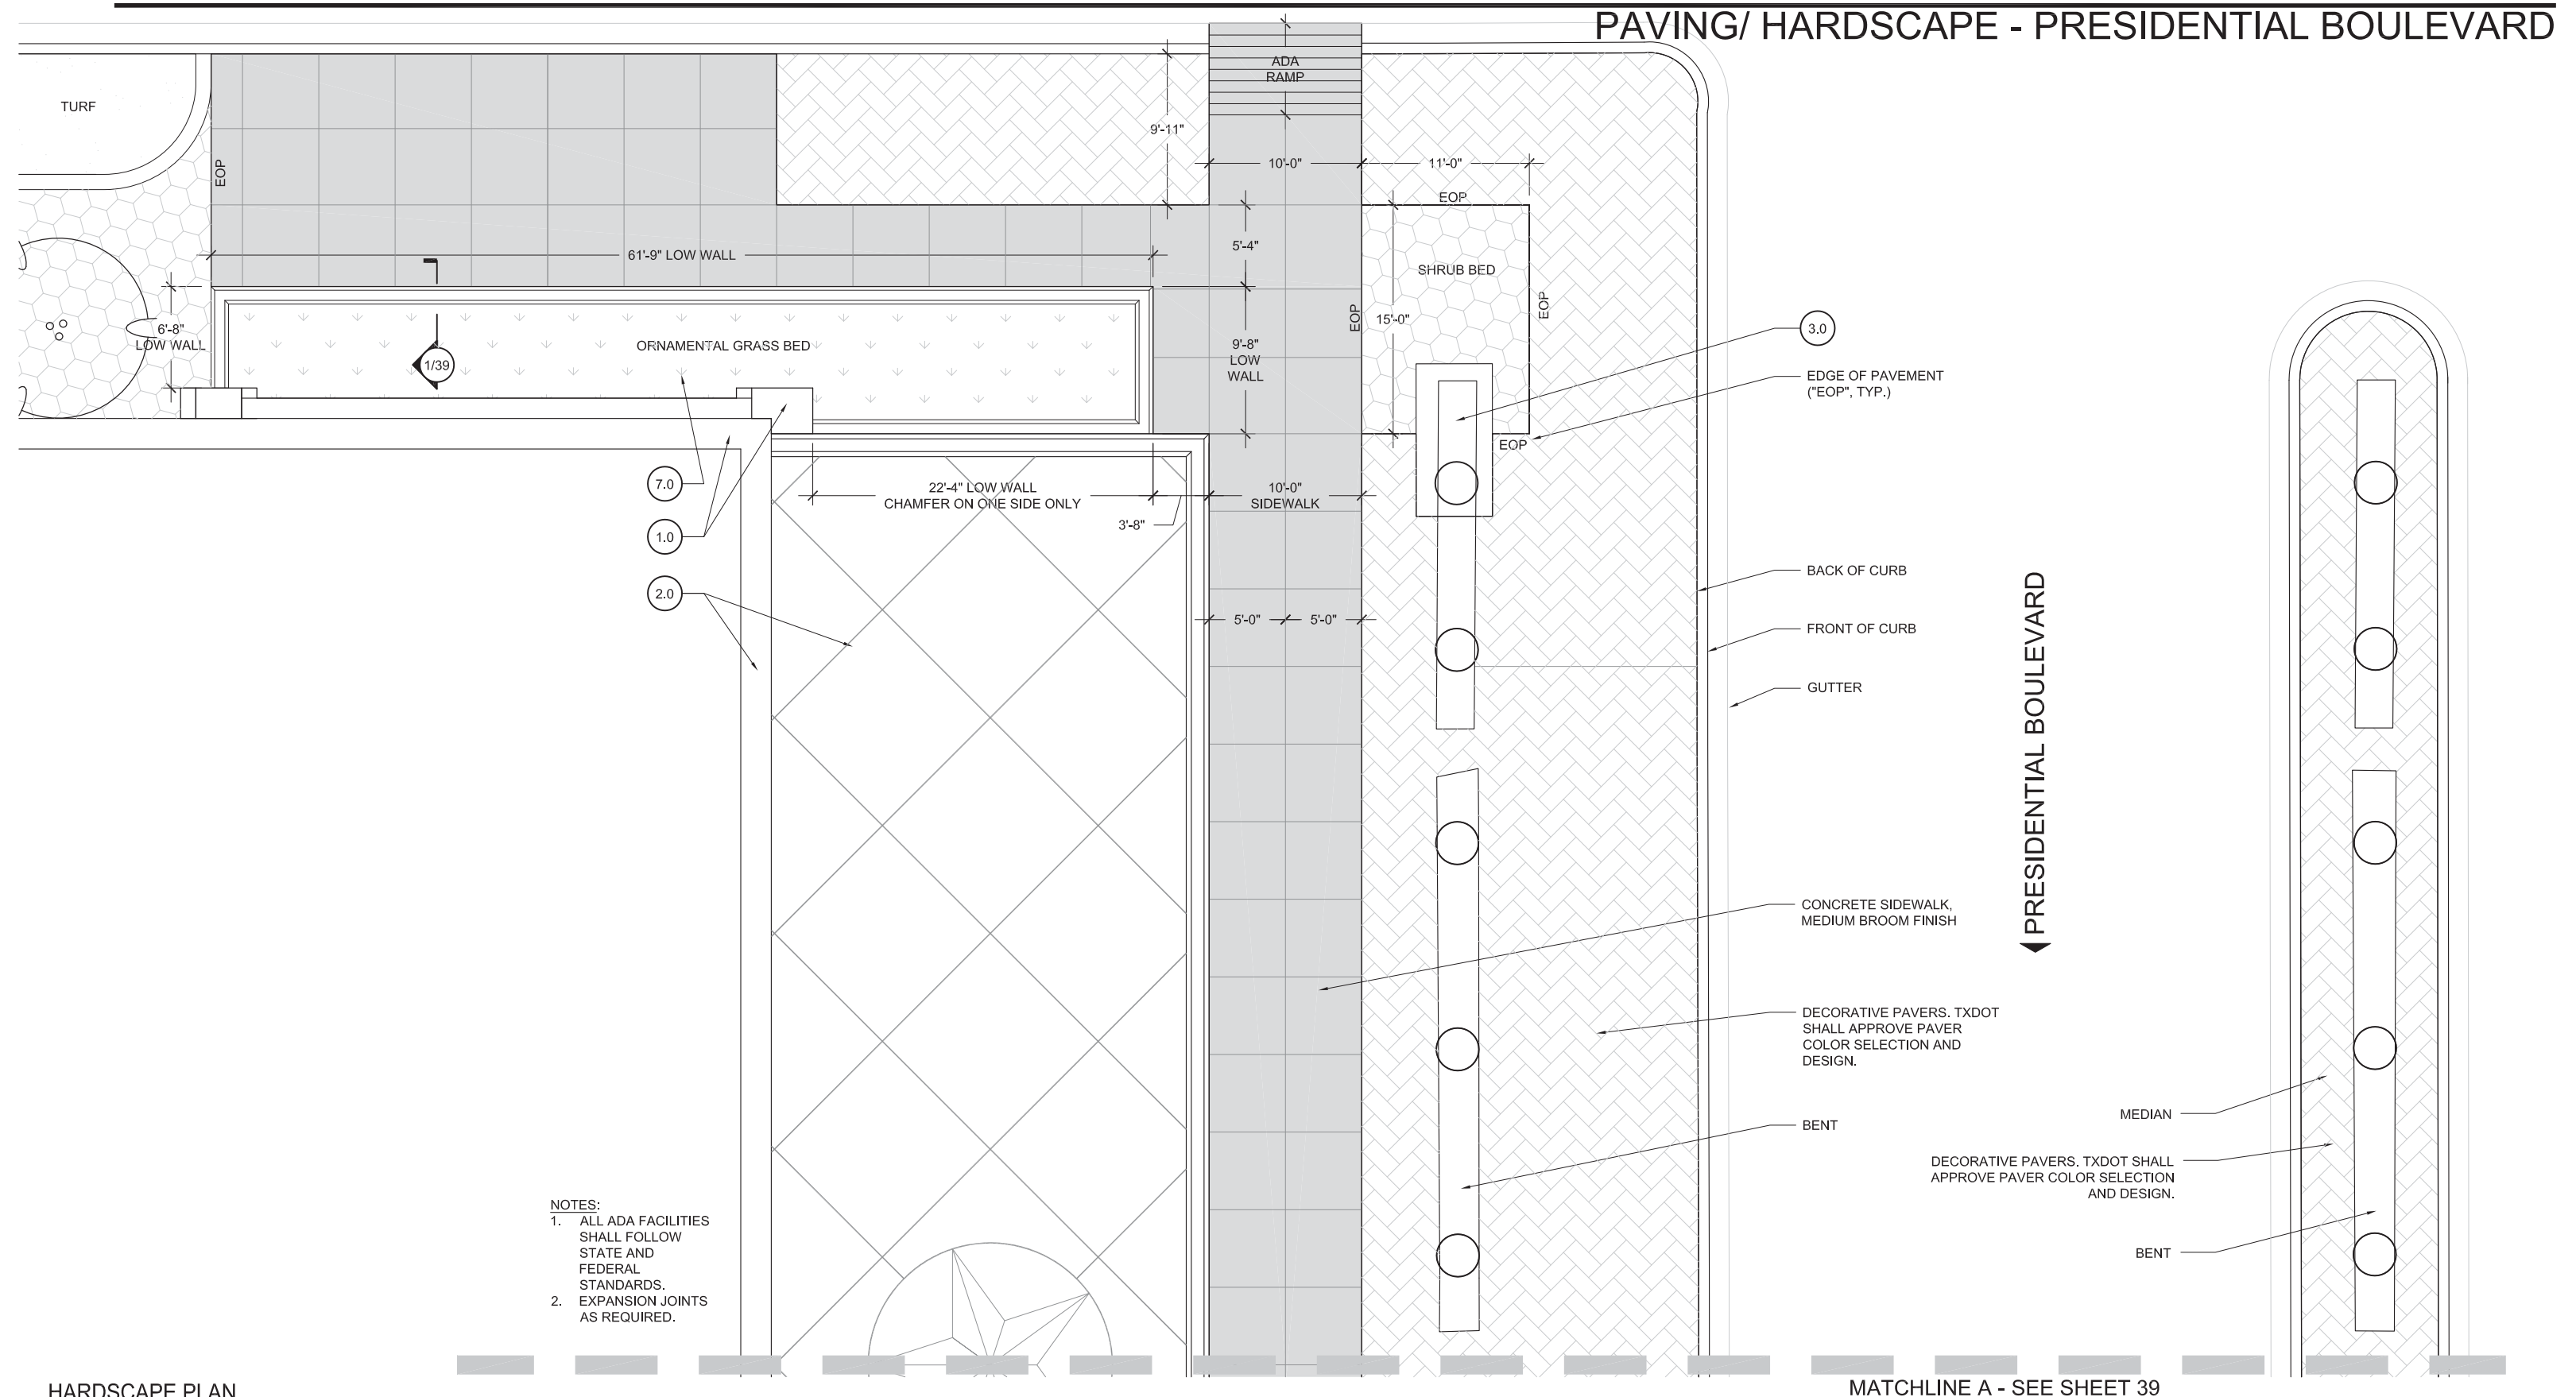 PAVING/ HARDSCAPE - PRESIDENTIAL BOULEVARD
TURF
EOP
ADA
RAMP
9'-11"
10'-0"
11'-0"
EOP
61'-9" LOW WALL
5'-4"
SHRUB BED
EOP
EOP
15'-0"
6'-8"
LOW WALL
1/39
ORNAMENTAL GRASS BED
9'-8"
LOW
WALL
3.0
EDGE OF PAVEMENT
("EOP", TYP.)
EOP
7.0
1.0
2.0
22'-4" LOW WALL
CHAMFER ON ONE SIDE ONLY
3'-8"
10'-0"
SIDEWALK
5'-0"
5'-0"
BACK OF CURB
FRONT OF CURB
GUTTER
PRESIDENTIAL BOULEVARD
CONCRETE SIDEWALK,
MEDIUM BROOM FINISH
DECORATIVE PAVERS. TXDOT
SHALL APPROVE PAVER
COLOR SELECTION AND
DESIGN.
BENT
MEDIAN
DECORATIVE PAVERS. TXDOT SHALL
APPROVE PAVER COLOR SELECTION
AND DESIGN.
BENT
NOTES:
1. ALL ADA FACILITIES
SHALL FOLLOW
STATE AND
FEDERAL
STANDARDS.
2. EXPANSION JOINTS
AS REQUIRED.
HARDSCAPE PLAN
MATCHLINE A - SEE SHEET 39